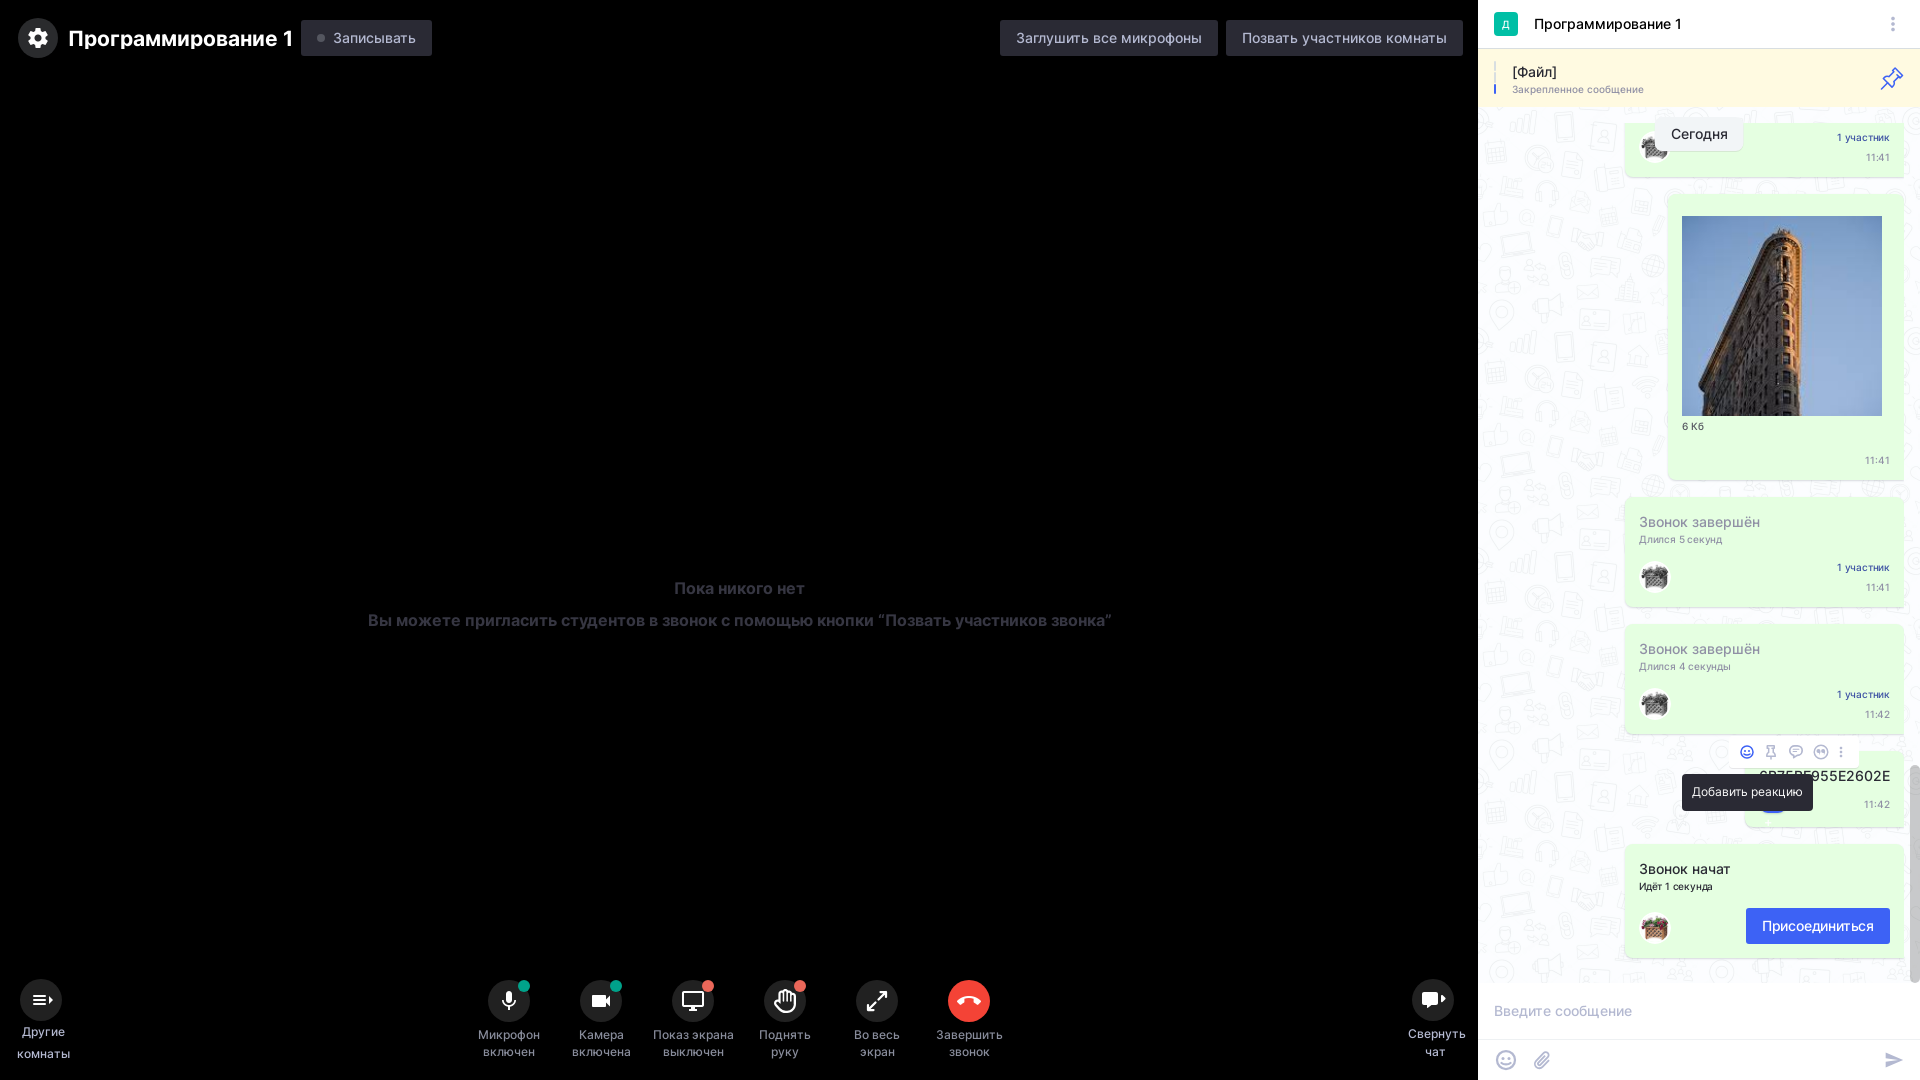 Программирование 1
Записывать
Заглушить все микрофоны
Позвать участников комнаты
Пока никого нет
Вы можете пригласить студентов в звонок с помощью кнопки “Позвать участников звонка”
Другие
комнаты
Микрофон
включен
Камера
включена
Показ экрана
выключен
Поднять
руку
Во весь
экран
Завершить
звонок
Свернуть
чат
Д
Программирование 1
[Файл]
Закрепленное сообщение
Сегодня
1 участник
11:41
6 Кб
11:41
Звонок завершён
Длился 5 секунд
1 участник
11:41
Звонок завершён
Длился 4 секунды
1 участник
11:42
Добавить реакцию
11:42
Звонок начат
Идёт 1 секунда
Присоединиться
Введите сообщение